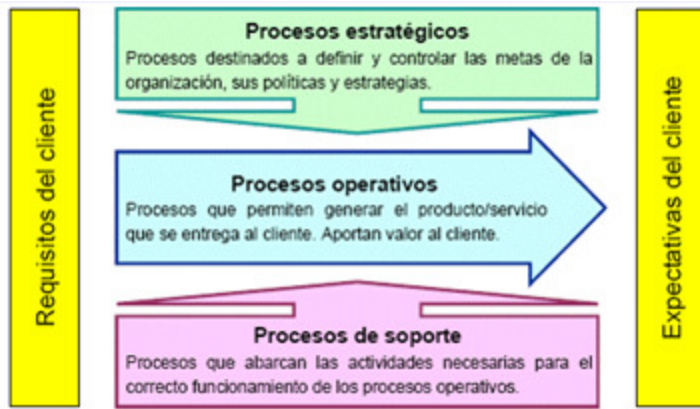 Requisitos del cliente
Procesos estratégicos
Procesos destinados a definir y controlar las metas de la
organización, sus políticas y estrategias.
Procesos operativos
Procesos que permiten generar el producto/servicio
que se entrega al cliente. Aportan valor al cliente.
Procesos de soporte
Procesos que abarcan las actividades necesarias para el
correcto funcionamiento de los procesos operativos.
Expectativas del cliente